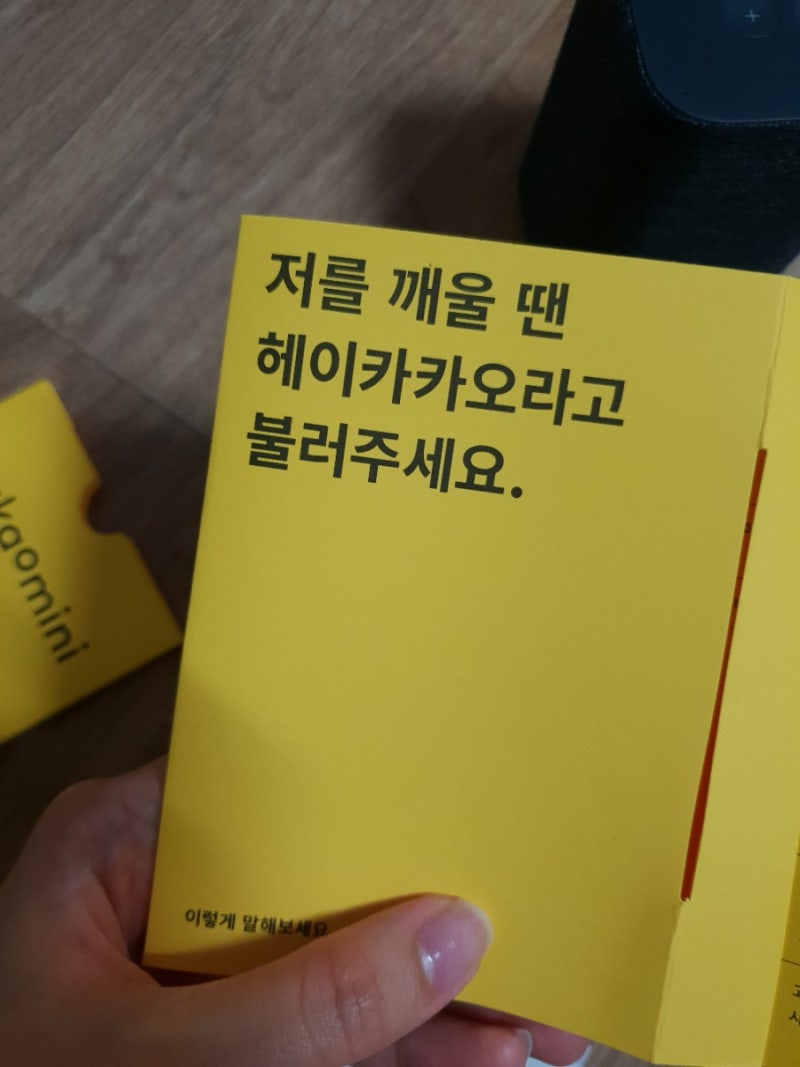 저를 깨울 땐
헤이카카오라고
불러주세요.
이렇게 말해보세요
kaomini